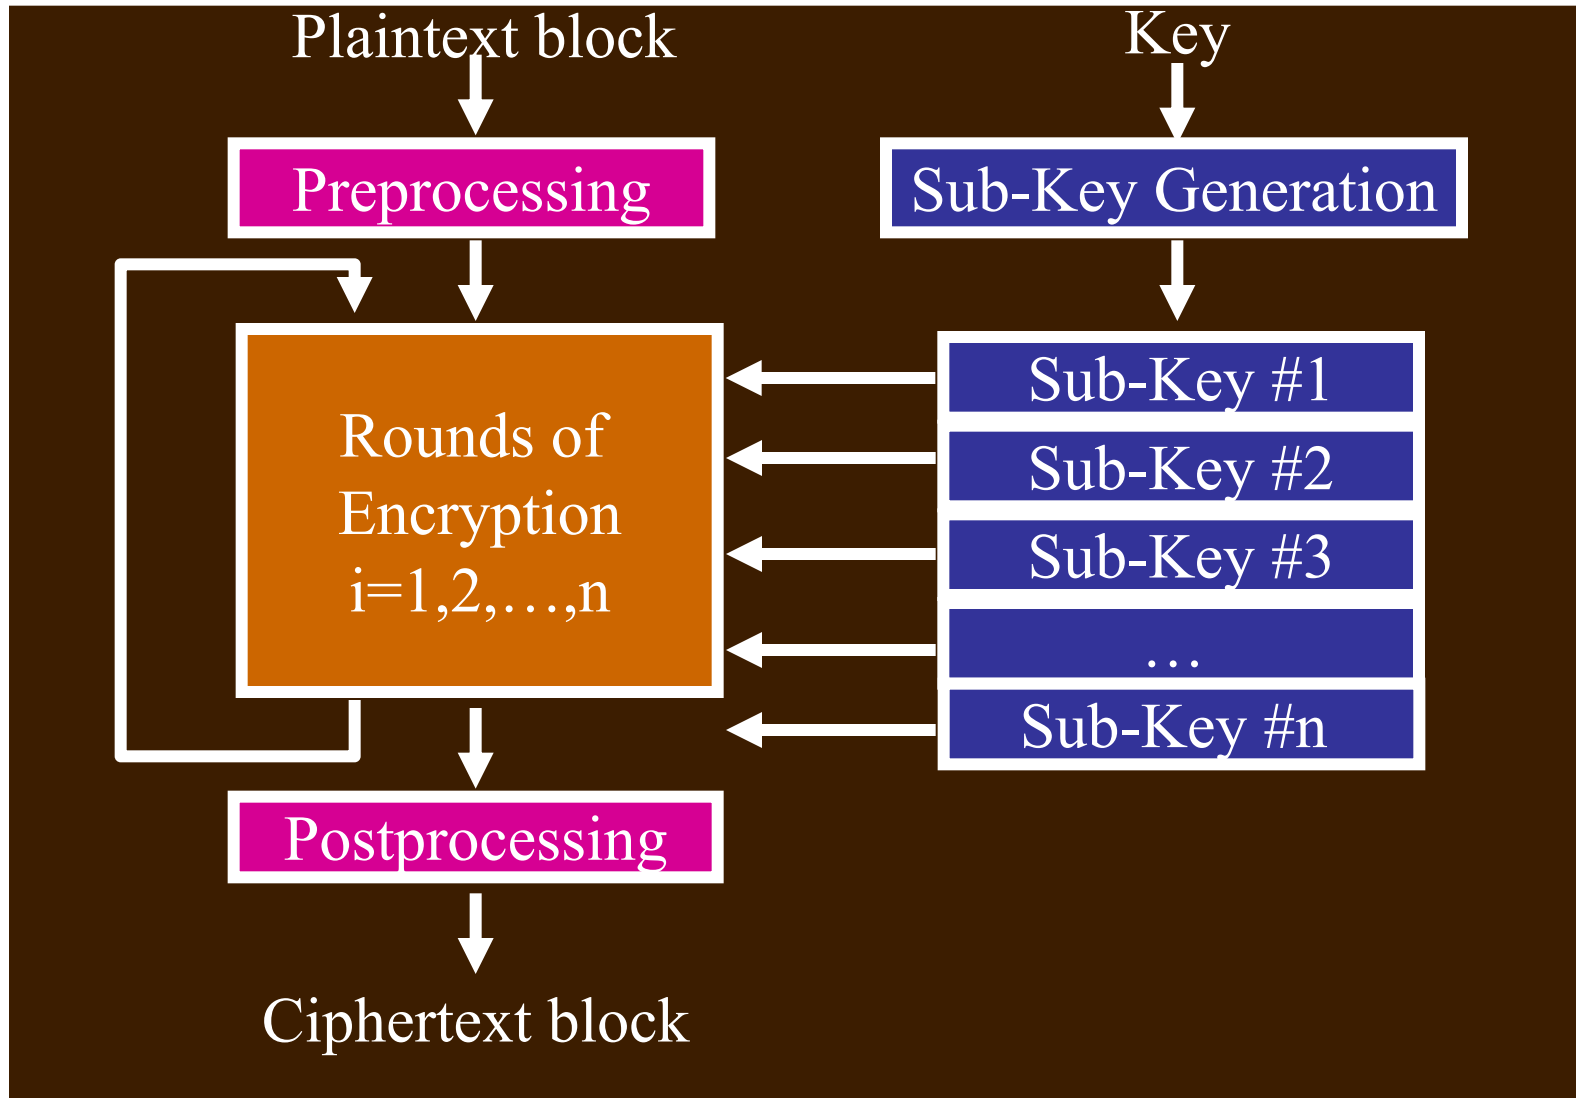 Plaintext block
Key
Preprocessing
Sub-Key Generation
Rounds of
Encryption
i=1,2,…,n
Sub-Key #1
Sub-Key #2
Sub-Key #3
…
Sub-Key #n
Postprocessing
Ciphertext block